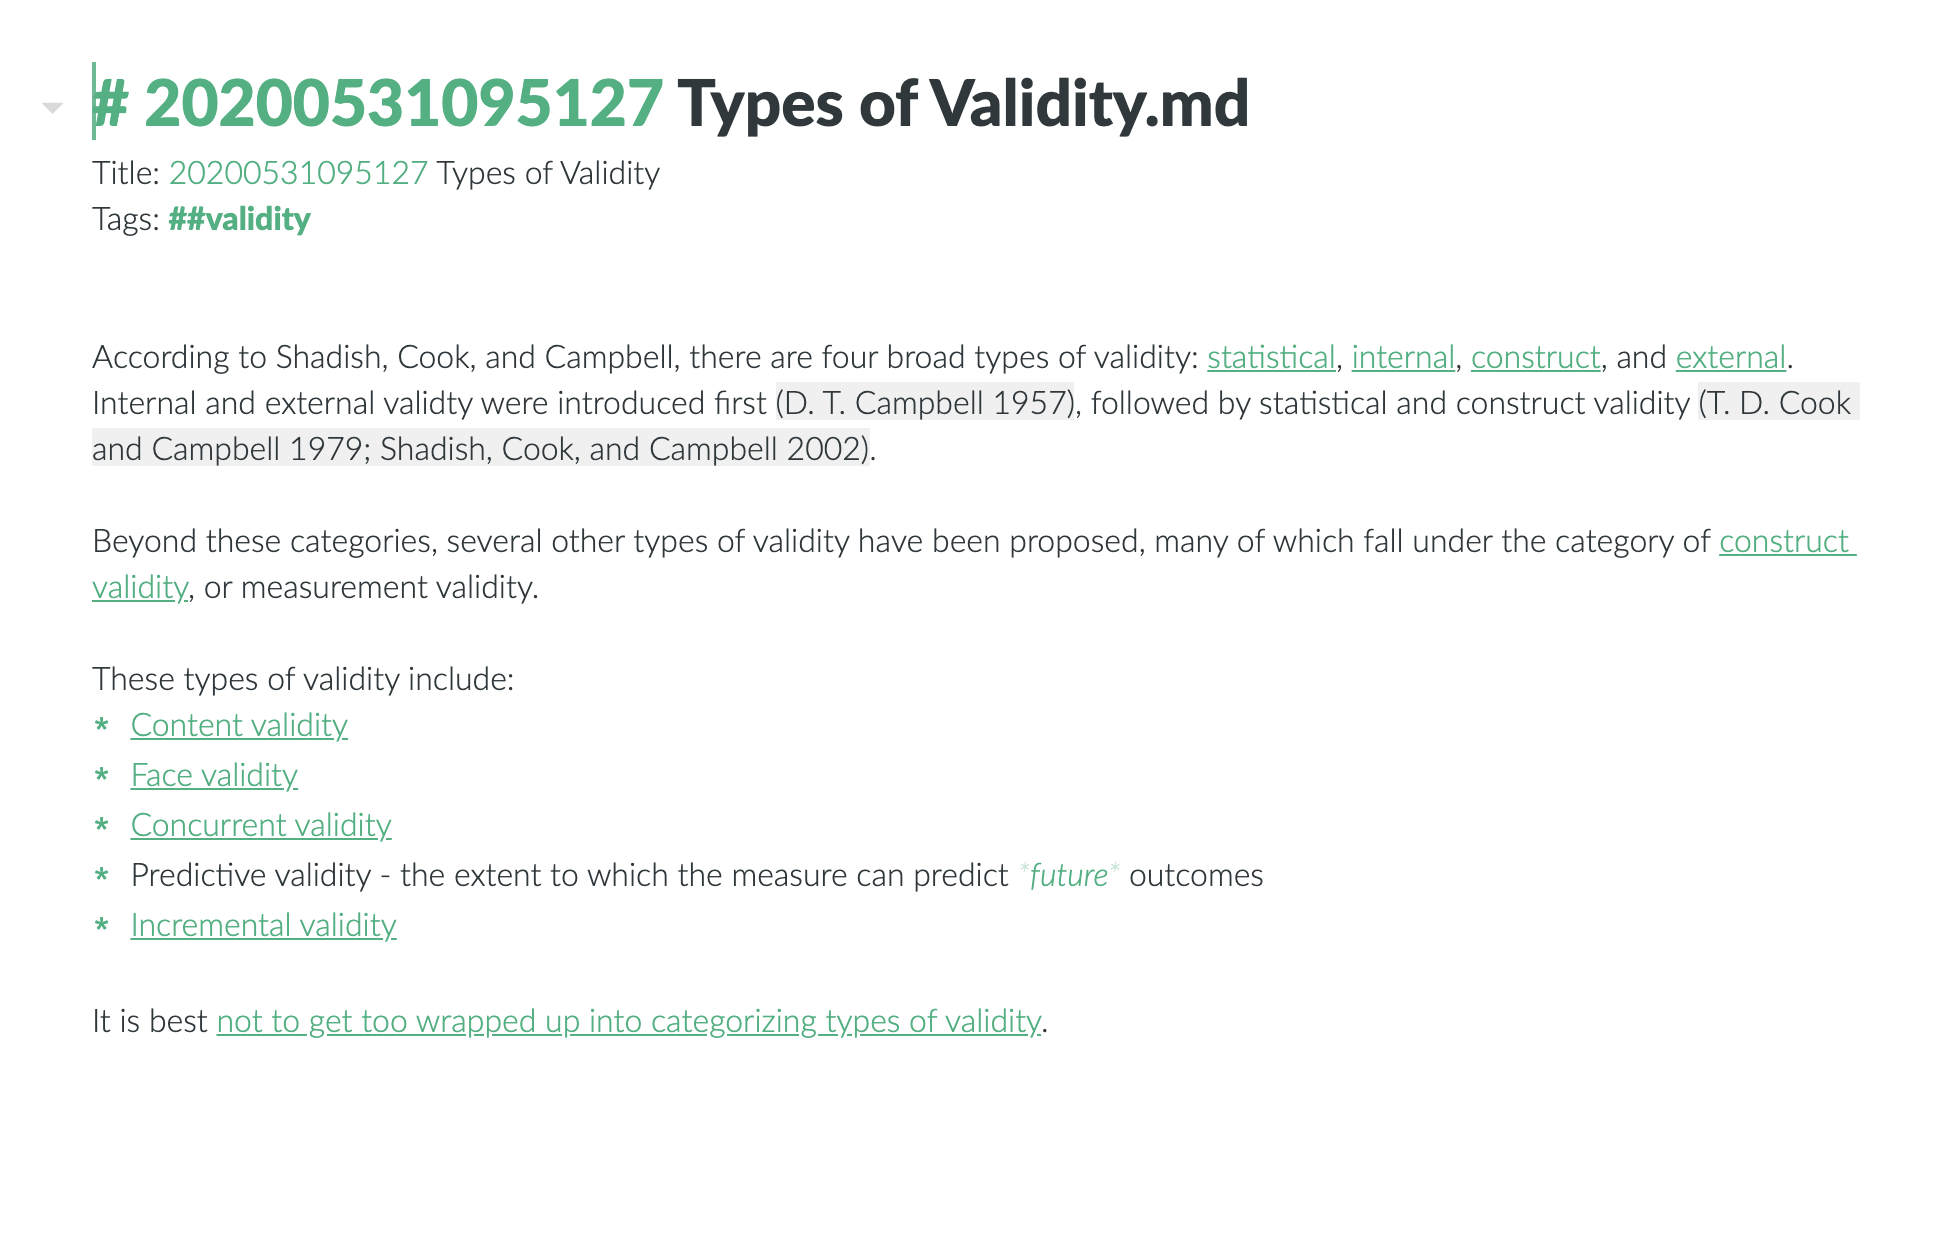 # 20200531095127 Types of Validity.md
Title: 20200531095127 Types of Validity
Tags: ##validity
According to Shadish, Cook, and Campbell, there are four broad types of validity: statistical, internal, construct, and external.
Internal and external validty were introduced first (D. T. Campbell 1957), followed by statistical and construct validity (T. D. Cook
and Campbell 1979; Shadish, Cook, and Campbell 2002).
Beyond these categories, several other types of validity have been proposed, many of which fall under the category of construct
validity, or measurement validity.
These types of validity include:
* Content validity
* Face validity
* Concurrent validity
* Predictive validity - the extent to which the measure can predict *future* outcomes
* Incremental validity
It is best not to get too wrapped up into categorizing types of validity.